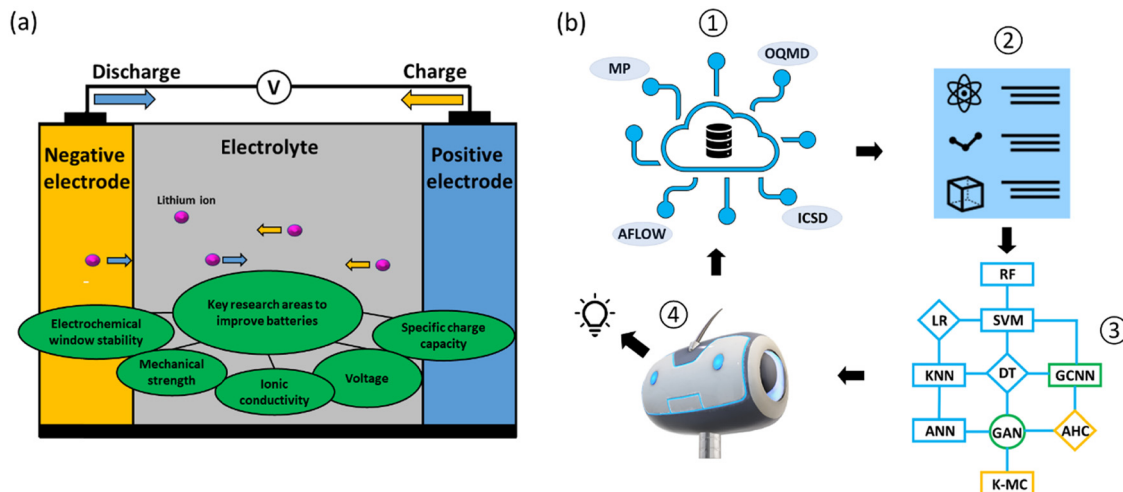 (a)
Discharge
V
Charge
Negative
electrode
Electrolyte
Positive
electrode
Lithium ion
Key research areas to
improve batteries
Electrochemical
window stability
Mechanical
strength
Ionic
conductivity
Voltage
Specific charge
capacity
(b)
1
MP
OQMD
AFLOW
ICSD
2
RF
LR
SVM
3
KNN
DT
GCNN
ANN
GAN
AHC
K-MC
4